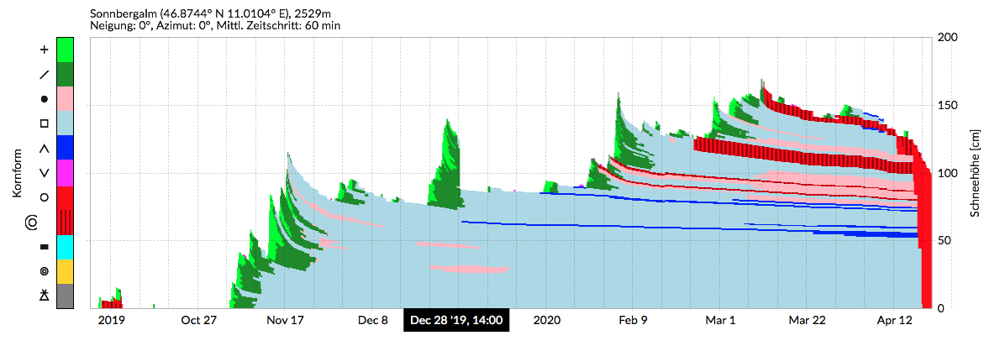 Sonnbergalm (46.8744° N 11.0104° E), 2529m
Neigung: 0°, Azimut: 0°, Mittl. Zeitschritt: 60 min
Kornform
200
150
100
50
0
Schneehöhe [cm]
2019
Oct 27
Nov 17
Dec 8
Dec 28 '19, 14:00
2020
Feb 9
Mar 1
Mar 22
Apr 12